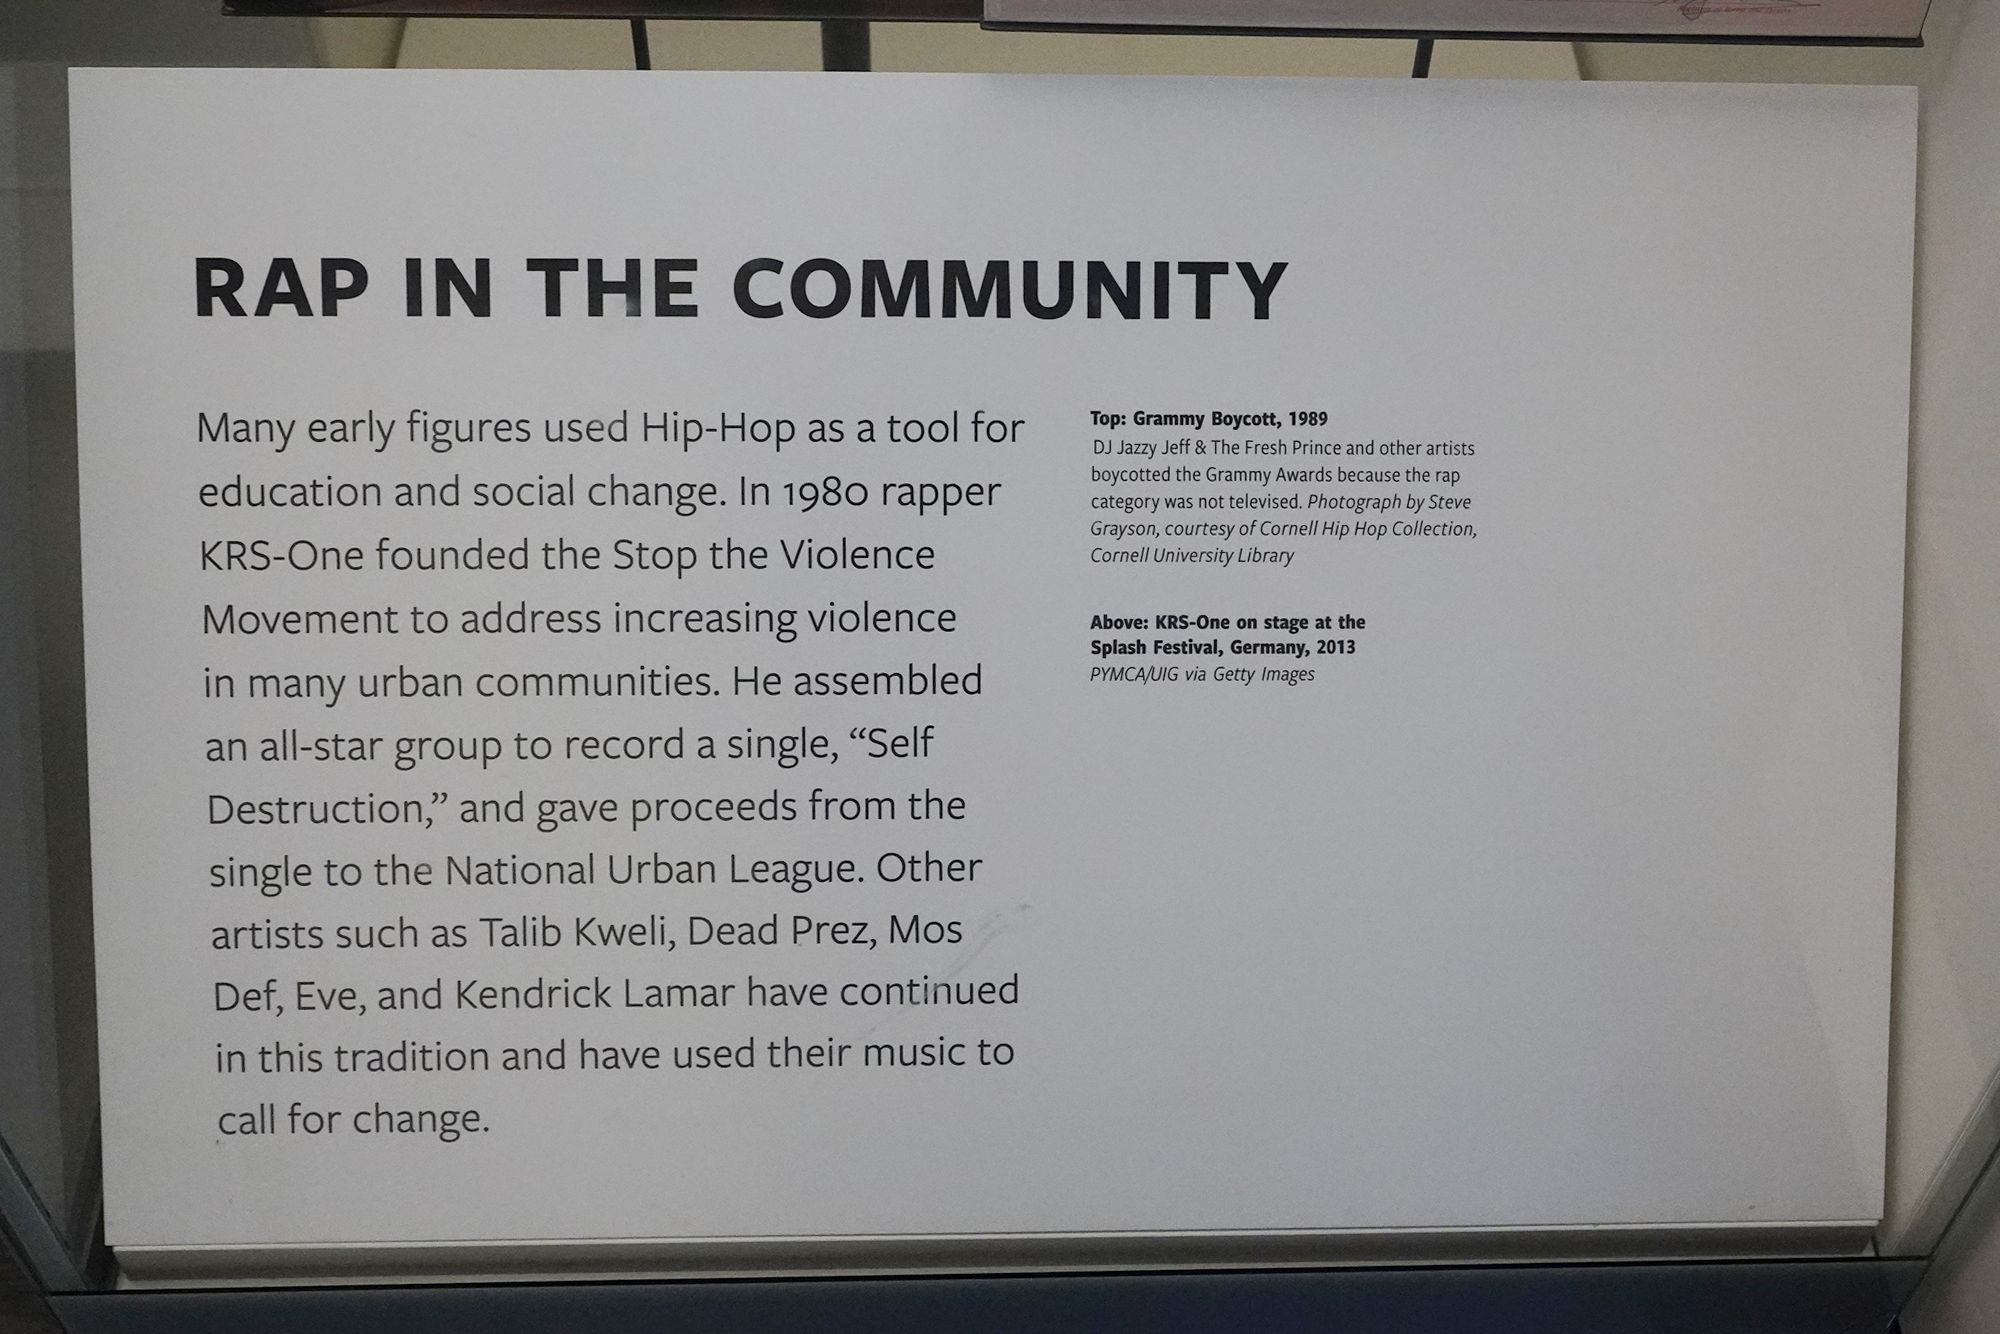 RAP IN THE COMMUNITY
Many early figures used Hip-Hop as a tool for
education and social change. In 1980 rapper
KRS-One founded the Stop the Violence
Movement to address increasing violence
in many urban communities. He assembled
an all-star group to record a single, “Self
Destruction,” and gave proceeds from the
single to the National Urban League. Other
artists such as Talib Kweli, Dead Prez, Mos
Def, Eve, and Kendrick Lamar have continued
in this tradition and have used their music to
call for change.
Top: Grammy Boycott, 1989
DJ Jazzy Jeff & The Fresh Prince and other artists
boycotted the Grammy Awards because the rap
category was not televised. Photograph by Steve
Grayson, courtesy of Cornell Hip Hop Collection,
Cornell University Library
Above: KRS-One on stage at the
Splash Festival, Germany, 2013
PYMCA/UIG via Getty Images